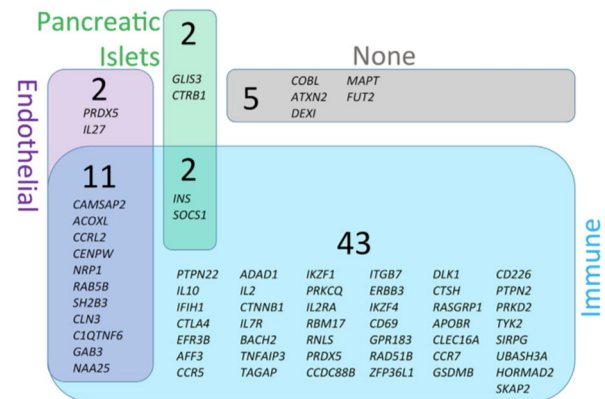 Pancreatic
Islets
2
GLIS3
CTRB1
None
5
COBL MAPT
ATXN2 FUT2
DEXI
Endothelial
2
PRDX5
IL27
11
CAMSAP2
ACOXL
CCRL2
CENPW
NRP1
RAB5B
SH2B3
CLN3
C1QTNF6
GAB3
NAA25
2
INS
SOCS1
43
PTPN22 ADAD1 IKZF1 ITGB7 DLK1 CD226
IL10 IL2 PRKCQ ERBB3 CTSH PTPN2
IFIH1 CTNNB1 IL2RA IKZF4 RASGRP1 PRKD2
CTLA4 IL7R RBM17 CD69 APOBR TYK2
EFR3B BACH2 RNLS GPR183 CLEC16A SIRPG
AFF3 TNFAIP3 PRDX5 RAD51B CCR7 UBASH3A
CCR5 TAGAP CCDC88B ZFP36L1 GSDMB HORMAD2
SKAP2
Immune